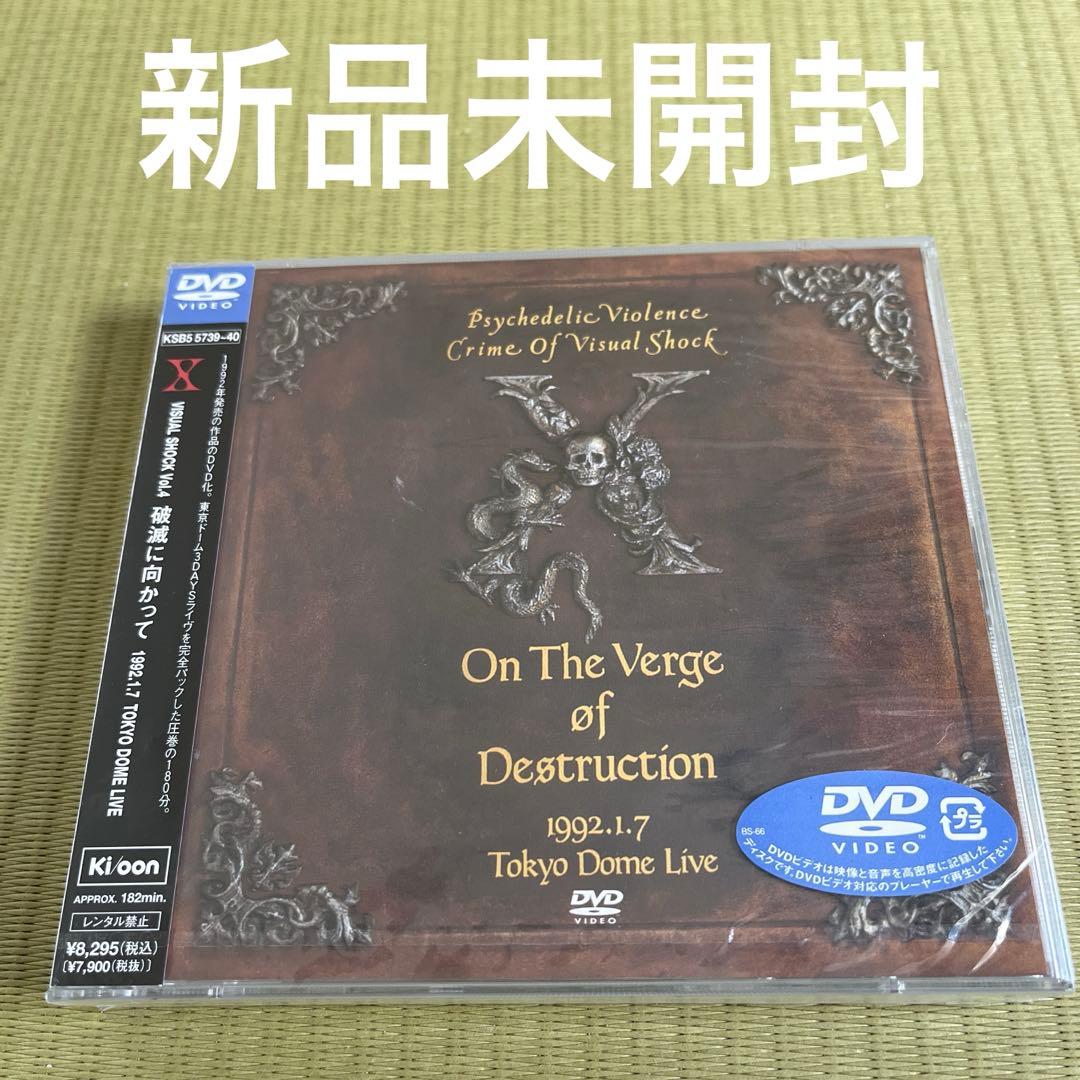 新品未開封
DVD
VIDEO
KSB5 5739~40
X
VISUAL SHOCK Vol.4 破滅に向かって 1992.1.7 TOKYO DOME LIVE
1992年発売の作品のDVD化。東京ドーム3DAYSライヴを完全パックした圧巻の180分。
Ki/oon
APPROX. 182min.
レンタル禁止
¥8,295(税込)
〔¥7,900(税抜)〕
Psychedelic Violence
Crime Of Visual Shock
X
On The Verge
øf
Destruction
1992.1.7
Tokyo Dome Live
DVD
VIDEO
DVD
VIDEO
プラ
BS-66
DVDビデオは映像と音声を高密度に記録した
ディスクです。DVDビデオ対応のプレーヤーで再生して下さい。